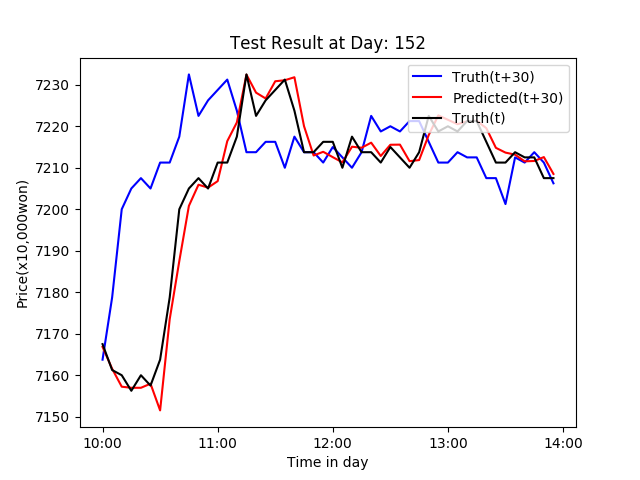 Test Result at Day: 152
Truth(t+30)
Predicted(t+30)
Truth(t)
Price(x10,000won)
7230
7220
7210
7200
7190
7180
7170
7160
7150
10:00 11:00 12:00 13:00 14:00
Time in day